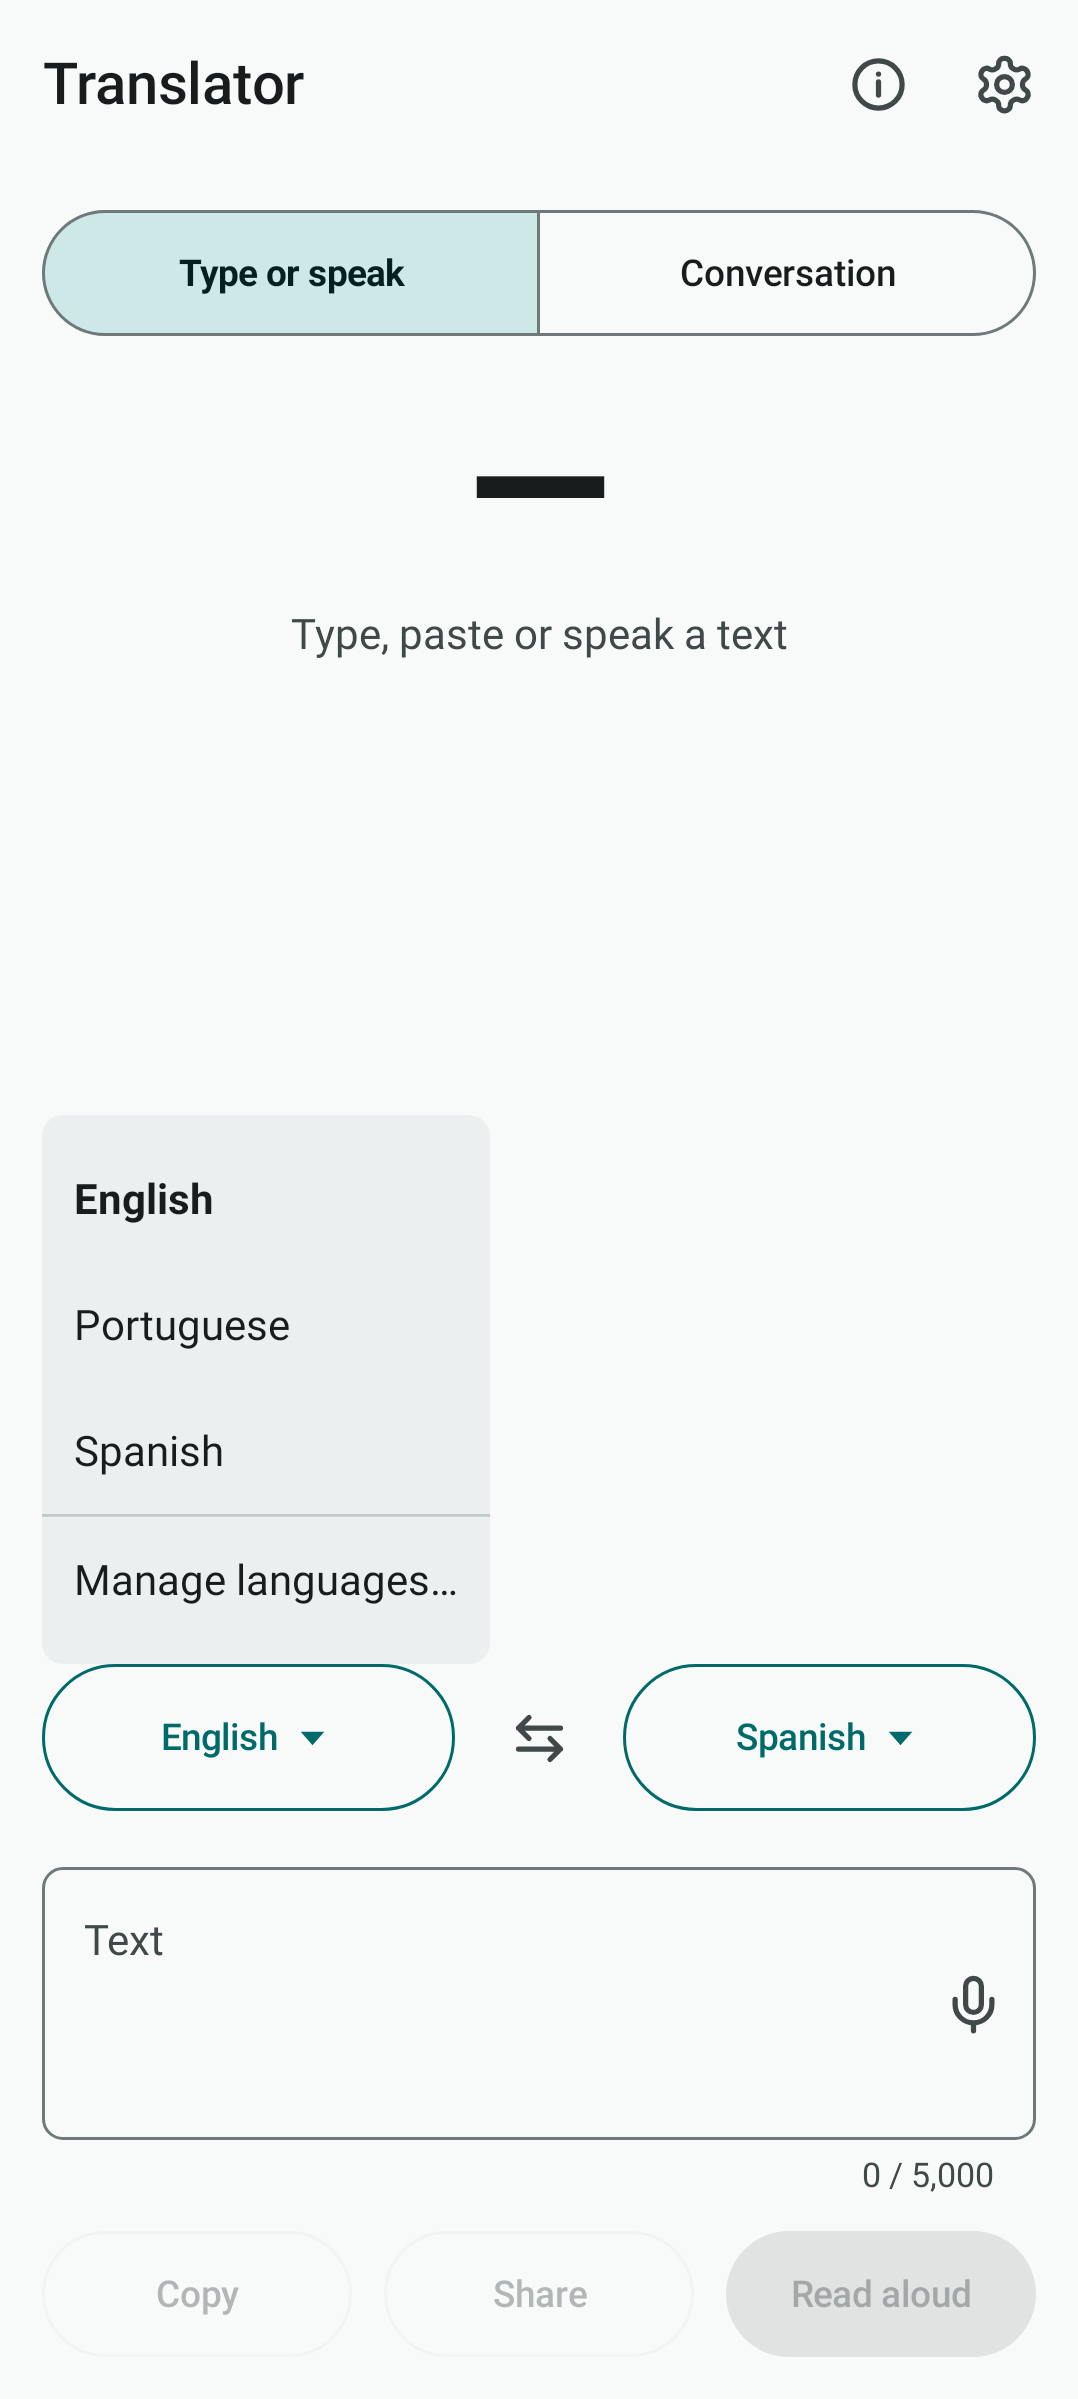 Translator
Type or speak
Conversation
Type, paste or speak a text
English
Portuguese
Spanish
Manage languages…
English
Spanish
Text
0 / 5,000
Copy
Share
Read aloud